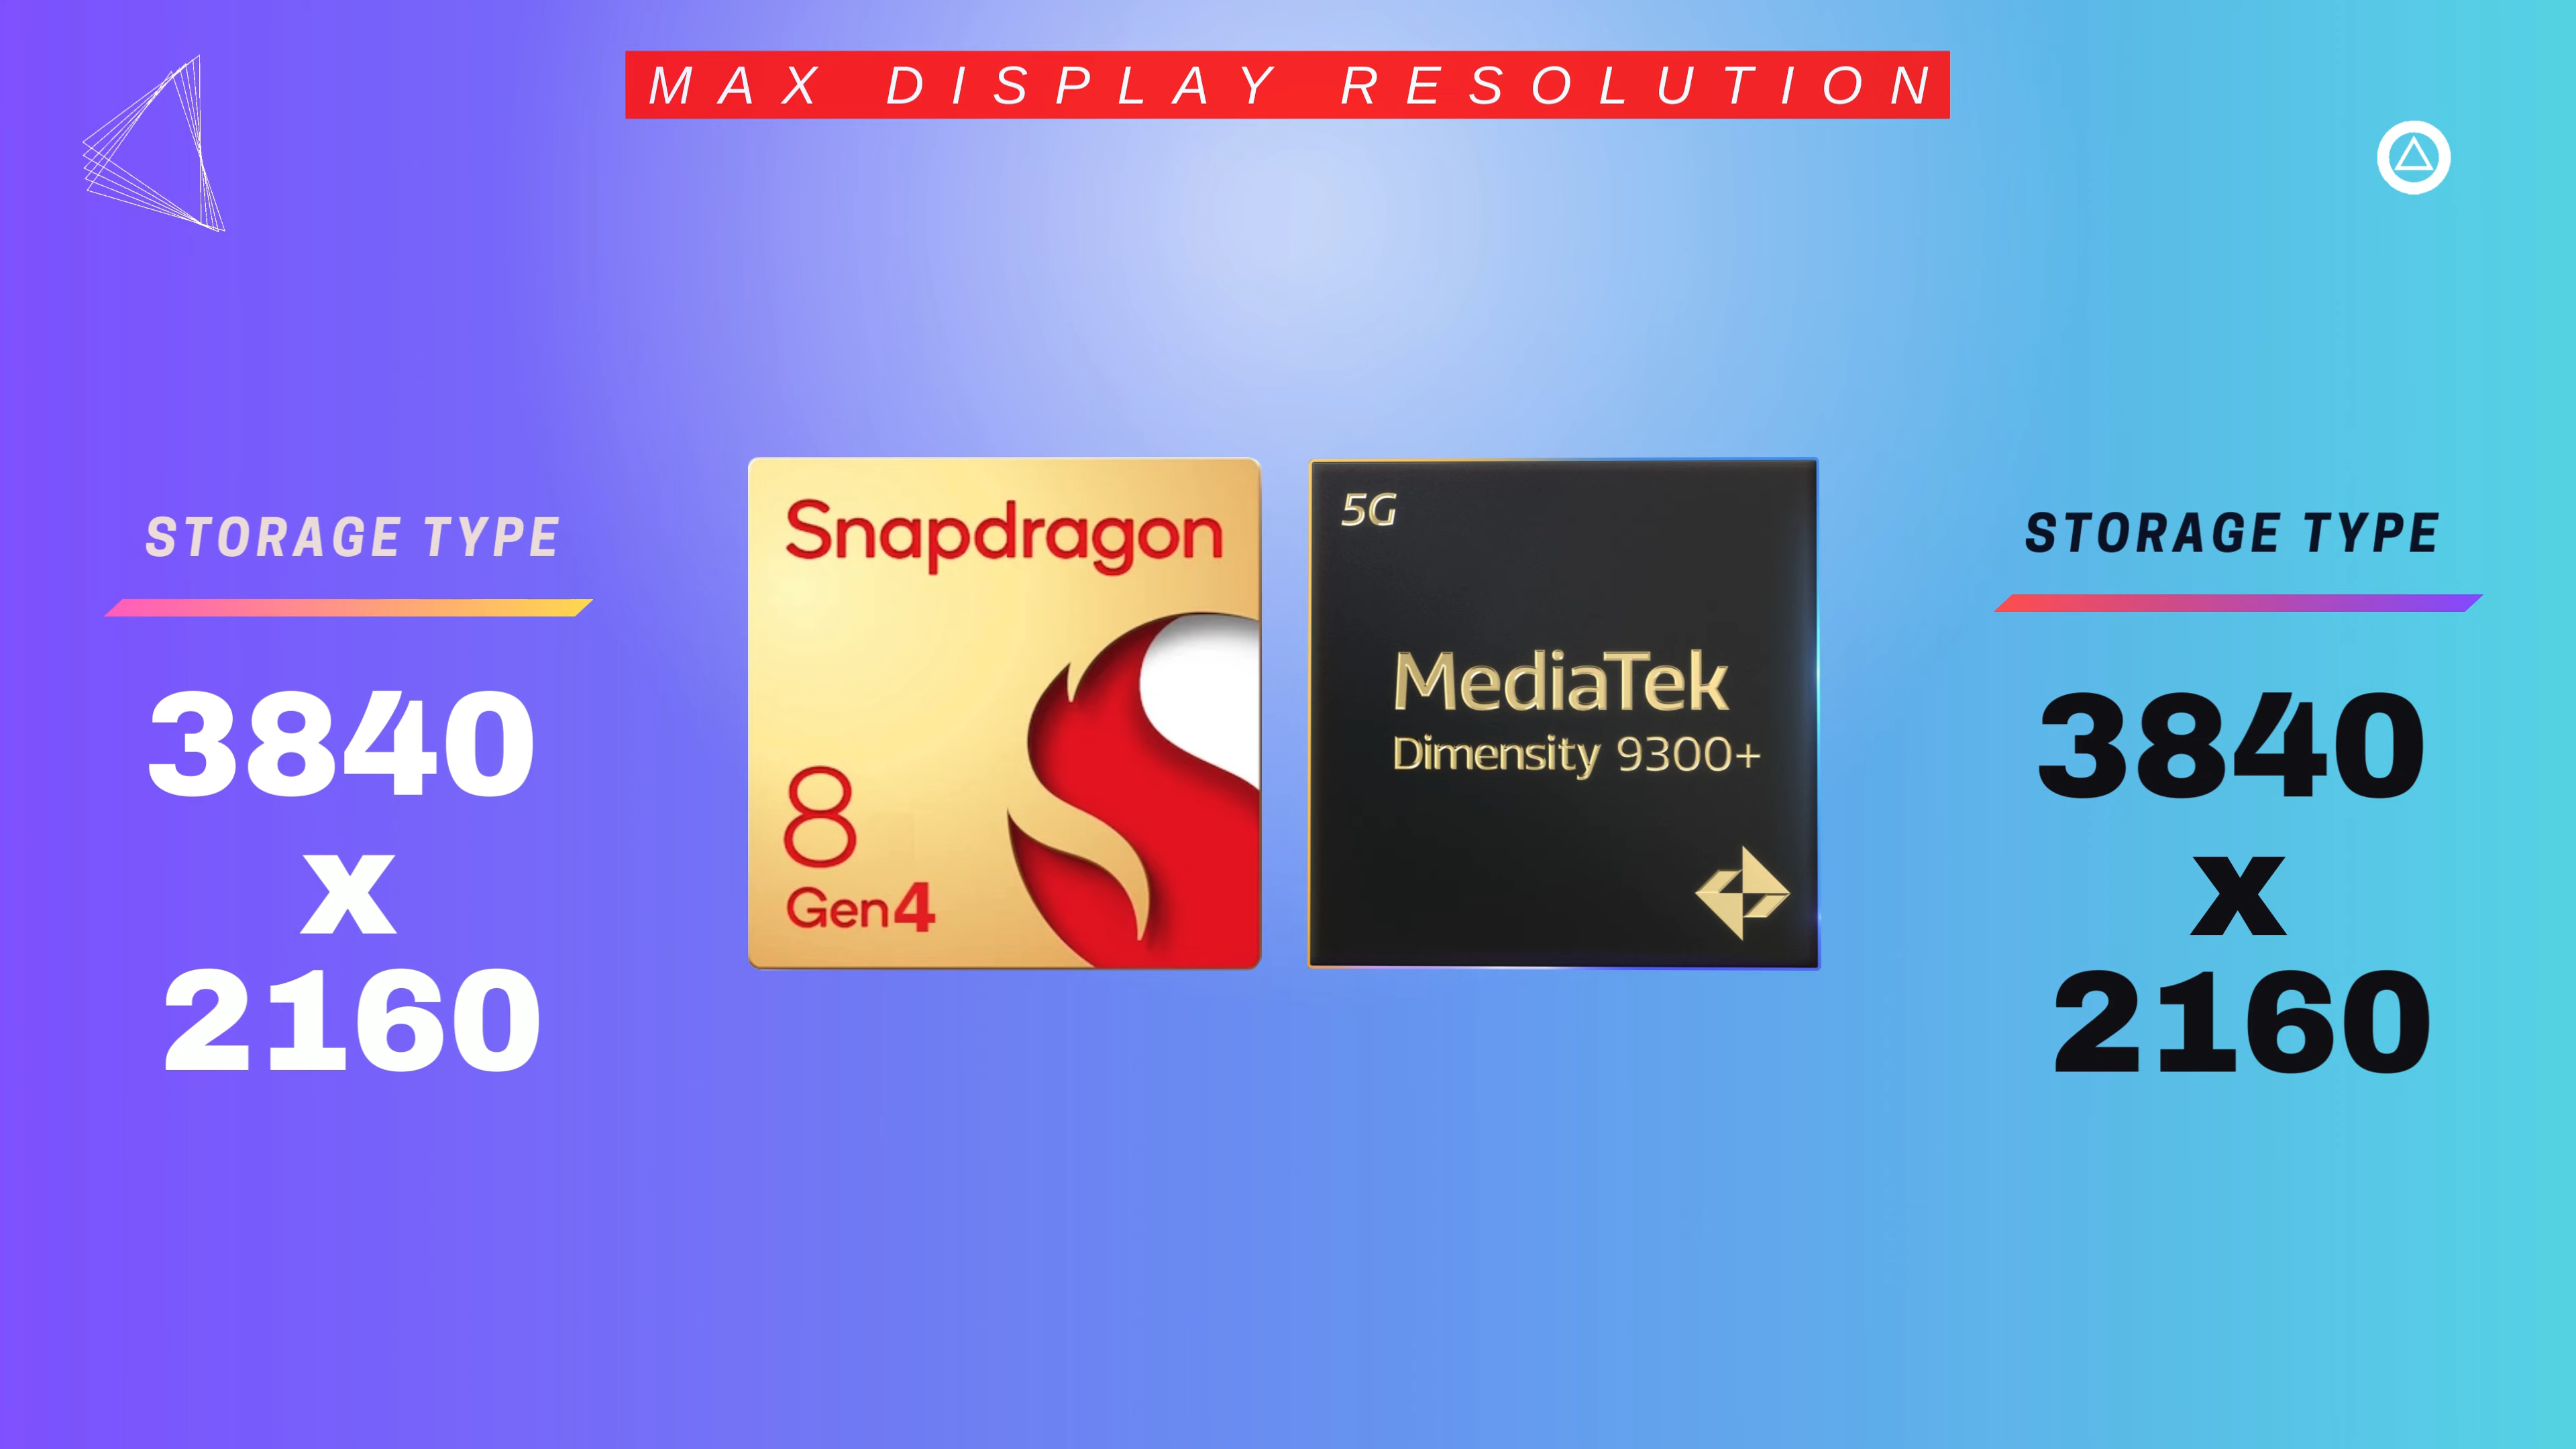 MAX DISPLAY RESOLUTION
STORAGE TYPE
3840
x
2160
Snapdragon
8
Gen4
5G
MediaTek
Dimensity 9300+
STORAGE TYPE
3840
x
2160